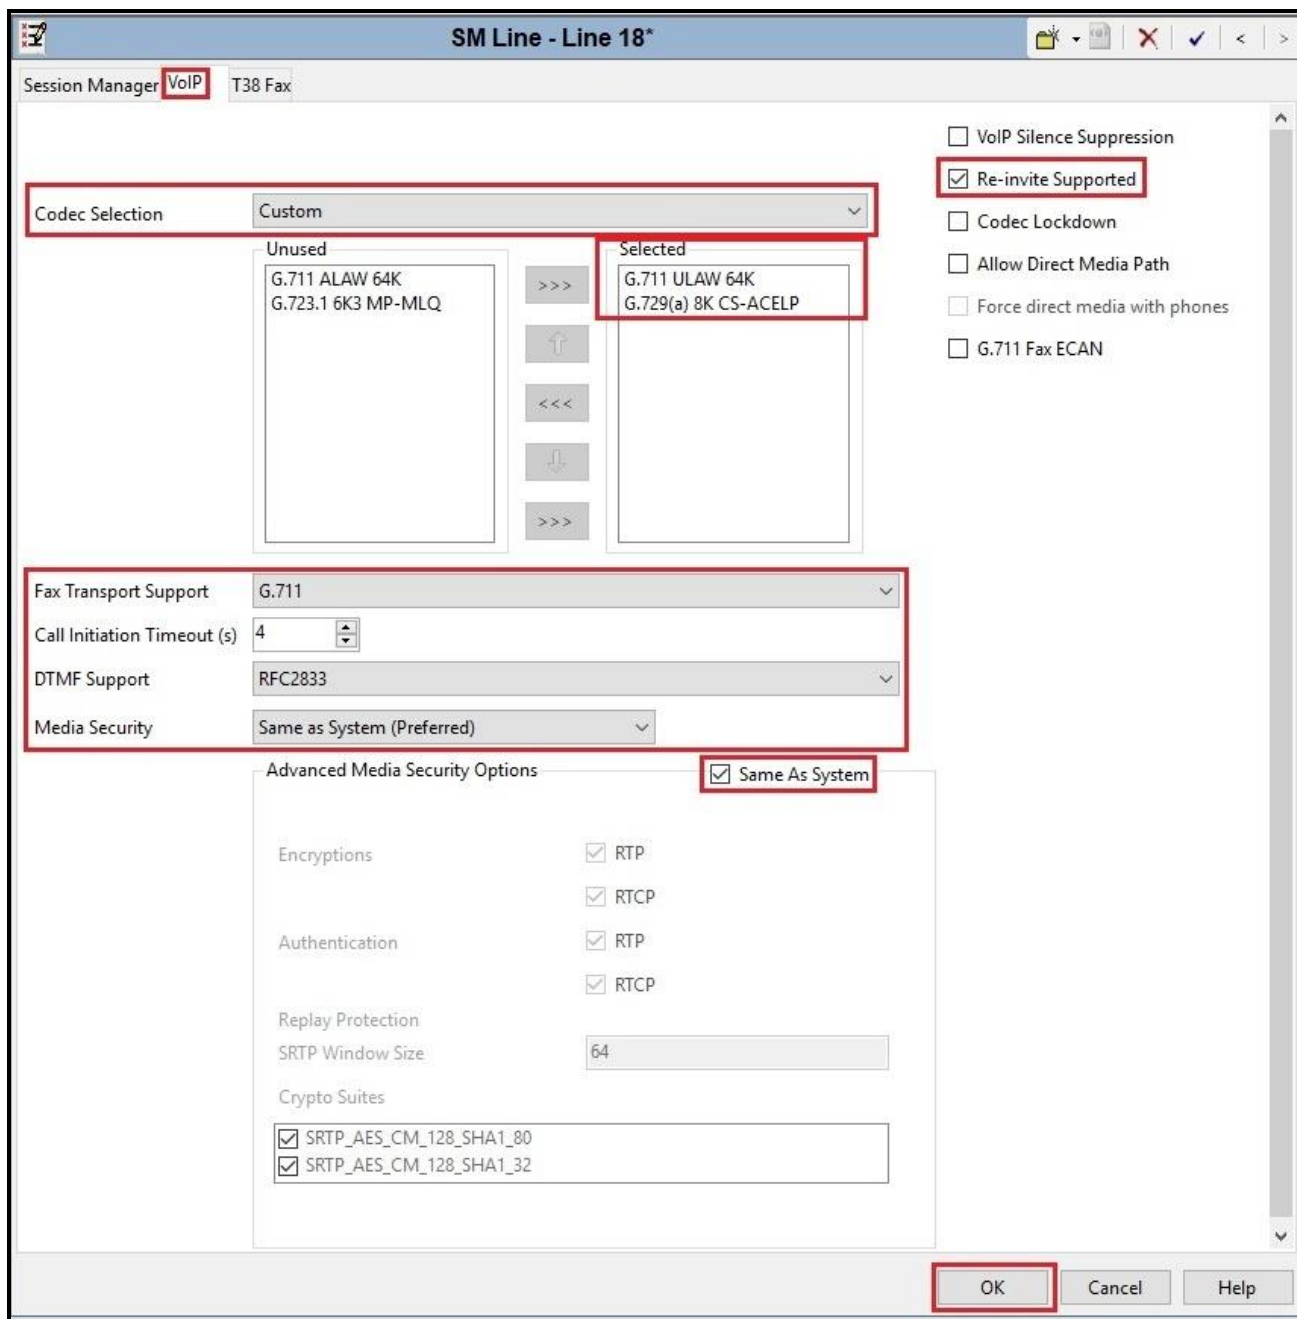 SM Line - Line 18*
Session Manager VoIP T38 Fax
VoIP Silence Suppression
Re-invite Supported
Codec Lockdown
Allow Direct Media Path
Force direct media with phones
G.711 Fax ECAN
Codec Selection Custom
Unused
G.711 ALAW 64K
G.723.1 6K3 MP-MLQ
>>>
<<<
>>>
Selected
G.711 ULAW 64K
G.729(a) 8K CS-ACELP
Fax Transport Support G.711
Call Initiation Timeout (s) 4
DTMF Support RFC2833
Media Security Same as System (Preferred)
Advanced Media Security Options Same As System
Encryptions RTP
RTCP
Authentication RTP
RTCP
Replay Protection
SRTP Window Size 64
Crypto Suites
SRTP_AES_CM_128_SHA1_80
SRTP_AES_CM_128_SHA1_32
OK Cancel Help